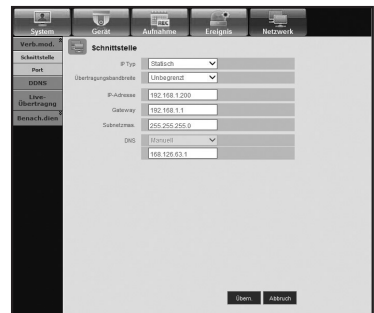 System Gerät Aufnahme Ereignis Netzwerk
REC
Verb.mod.
Schnittstelle
Port
DDNS
Live-
Übertragng
Benach.dien
Schnittstelle
IP Typ Statisch
Übertragungsbandbreite Unbegrenzt
IP-Adresse 192.168.1.200
Gateway 192.168.1.1
Subnetzmas. 255.255.255.0
DNS Manuell
168.126.63.1
Übern. Abbruch